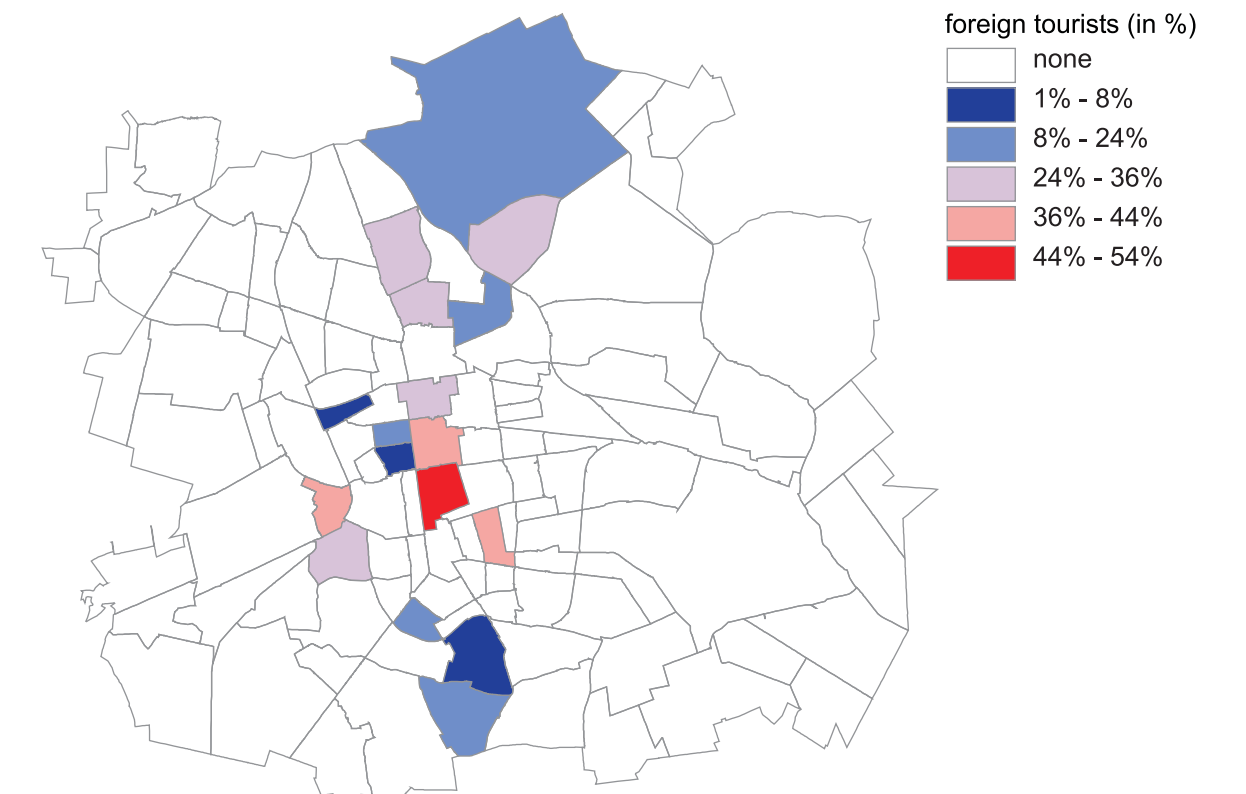 foreign tourists (in %)
none
1% - 8%
8% - 24%
24% - 36%
36% - 44%
44% - 54%